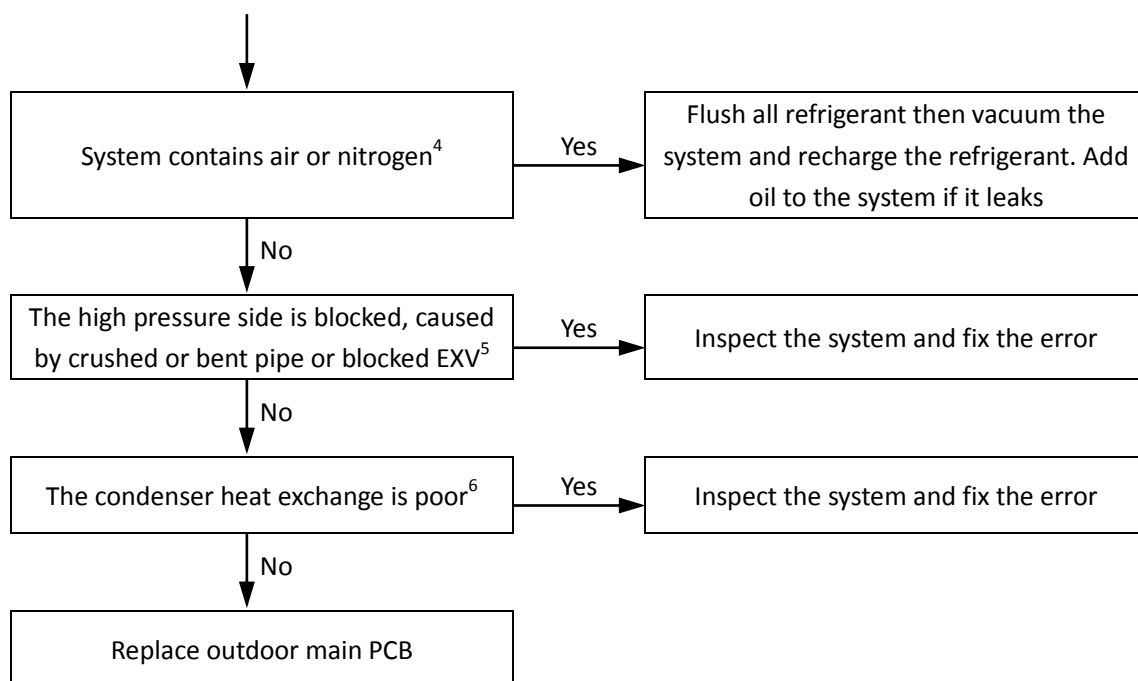 System contains air or nitrogen4
Yes
Flush all refrigerant then vacuum the
system and recharge the refrigerant. Add
oil to the system if it leaks
No
The high pressure side is blocked, caused
by crushed or bent pipe or blocked EXV5
Yes
Inspect the system and fix the error
No
The condenser heat exchange is poor6
Yes
Inspect the system and fix the error
No
Replace outdoor main PCB